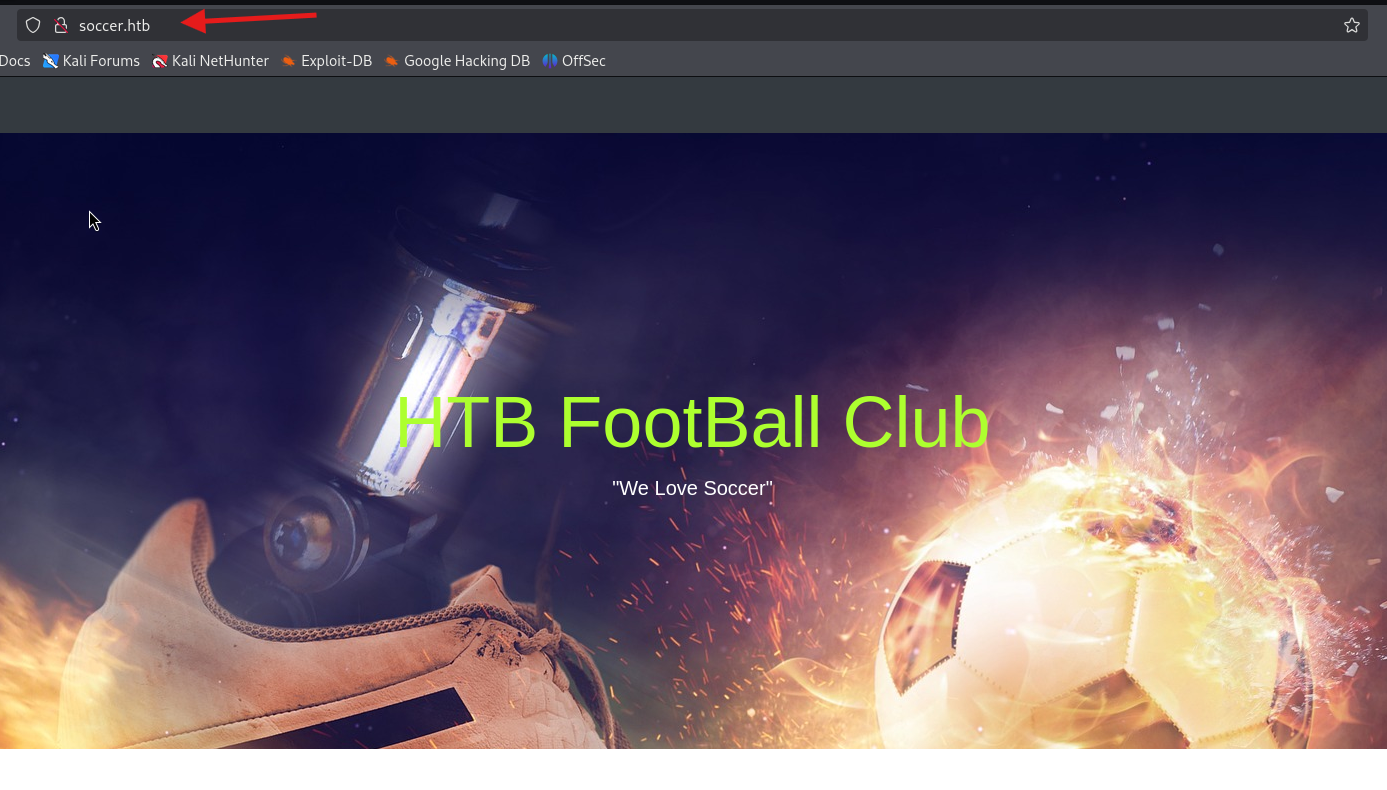 soccer.htb
Docs Kali Forums Kali NetHunter Exploit-DB Google Hacking DB OffSec
HTB FootBall Club
"We Love Soccer"